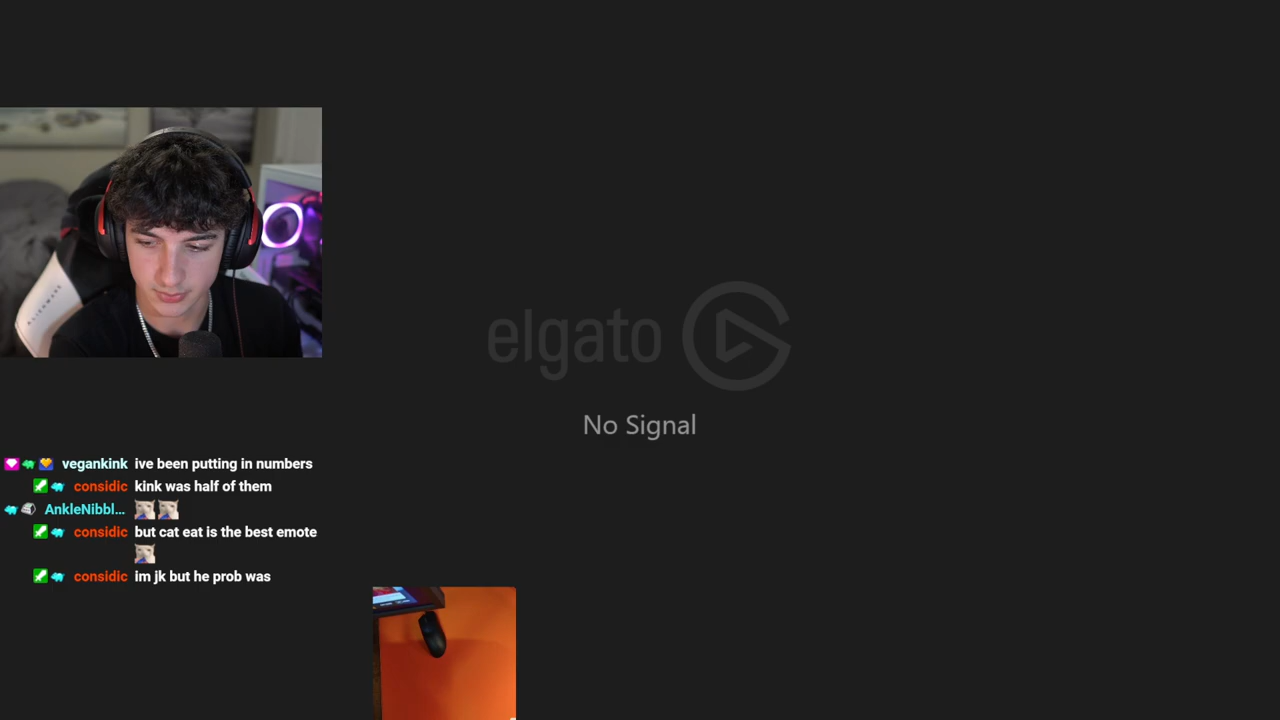 elgato
No Signal
vegankink ive been putting in numbers
considic kink was half of them
AnkleNibbl...
considic but cat eat is the best emote
considic im jk but he prob was